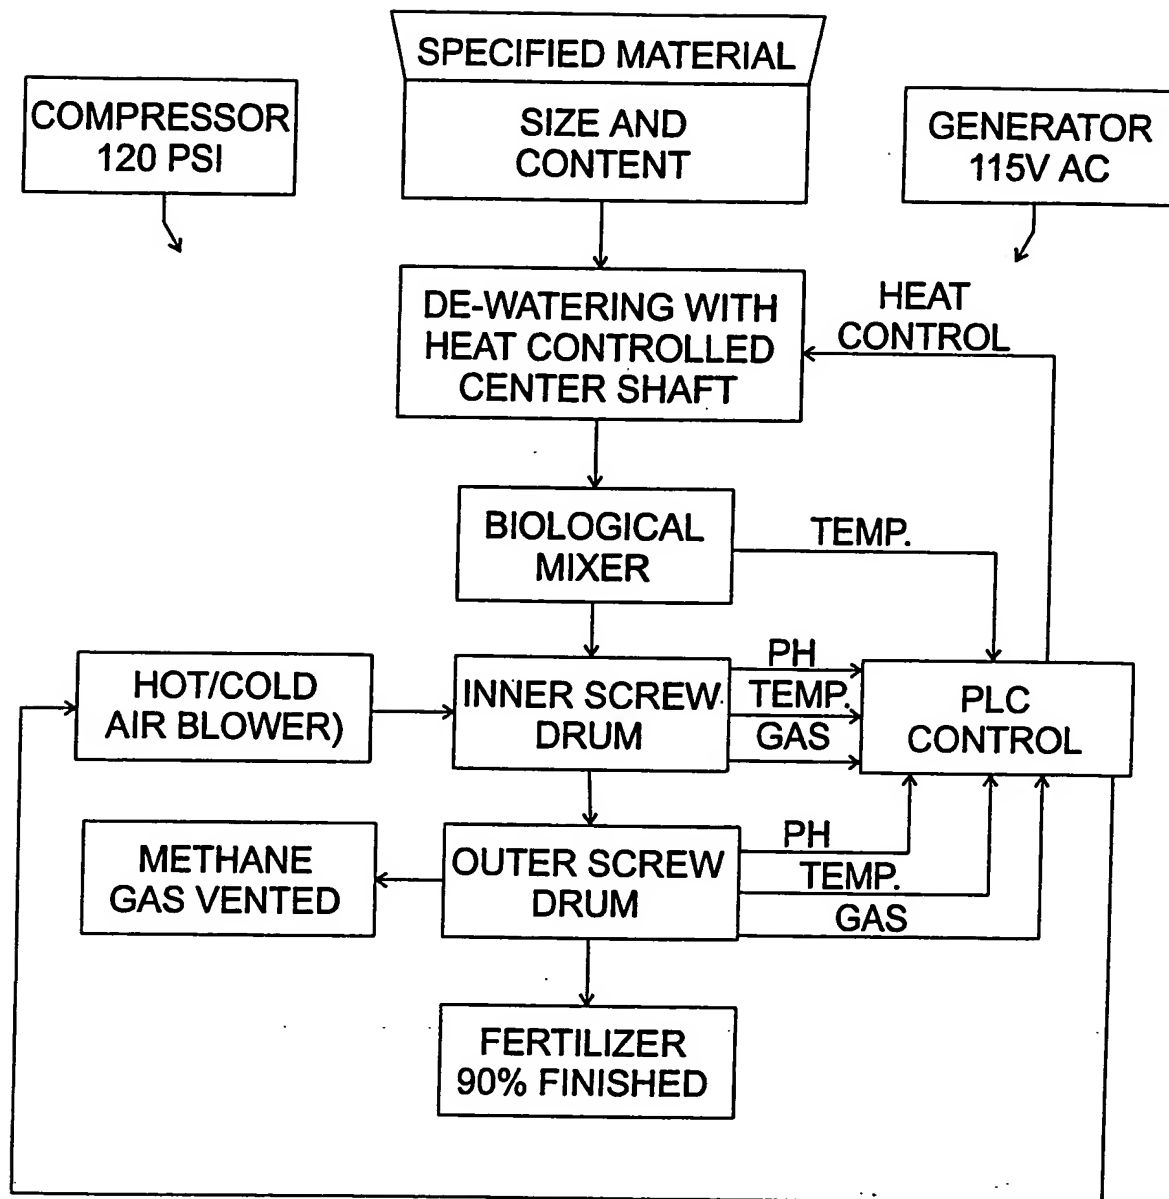 SPECIFIED MATERIAL
SIZE AND
CONTENT
COMPRESSOR
120 PSI
GENERATOR
115V AC
DE-WATERING WITH
HEAT CONTROLLED
CENTER SHAFT
HEAT
CONTROL
BIOLOGICAL
MIXER
TEMP.
HOT/COLD
AIR BLOWER)
INNER SCREW
DRUM
PH
TEMP.
GAS
PLC
CONTROL
METHANE
GAS VENTED
OUTER SCREW
DRUM
PH
TEMP.
GAS
FERTILIZER
90% FINISHED